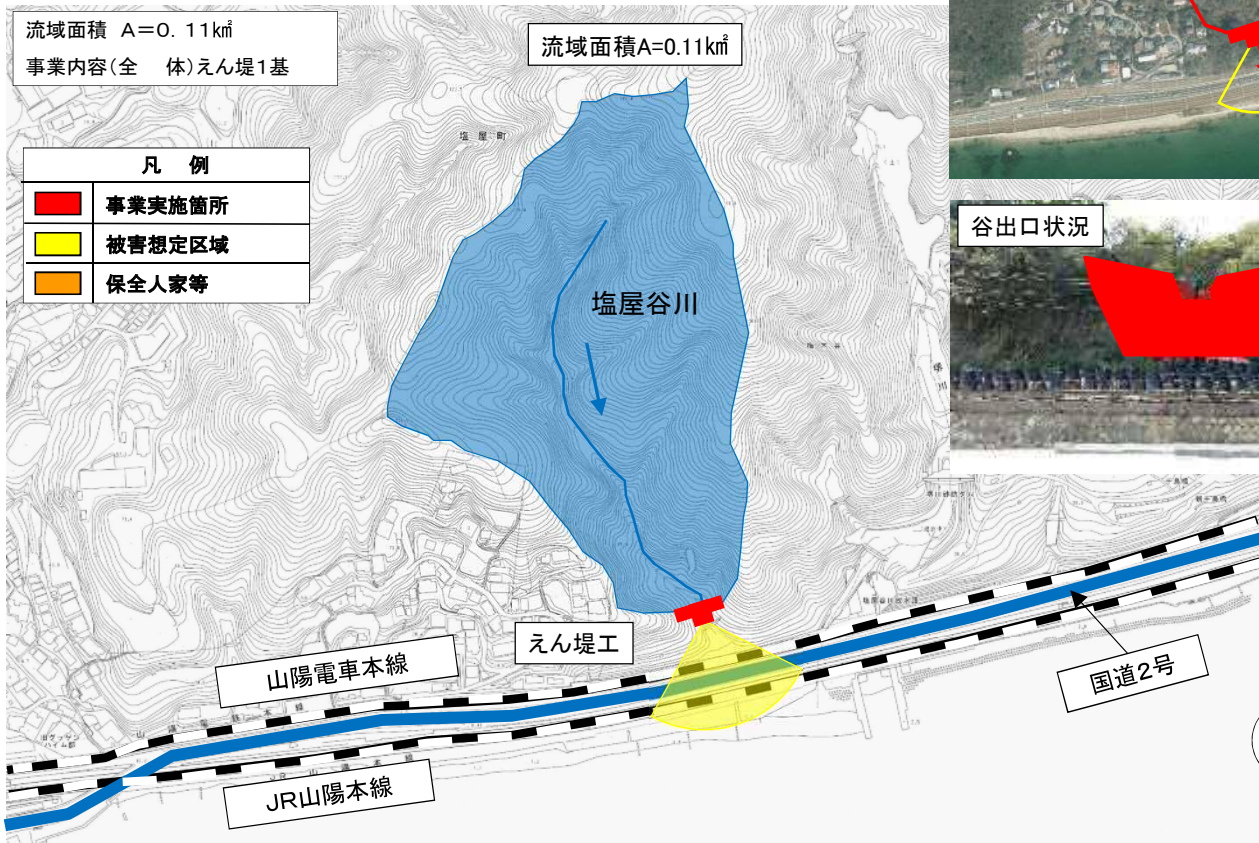 流域面積 A=0. 11㎢
事業内容(全 体)えん堤1基
流域面積A=0.11㎢
凡 例
事業実施箇所
被害想定区域
保全人家等
谷出口状況
塩 屋 町
塩屋谷川
えん堤工
山陽電車本線
国道2号
JR山陽本線